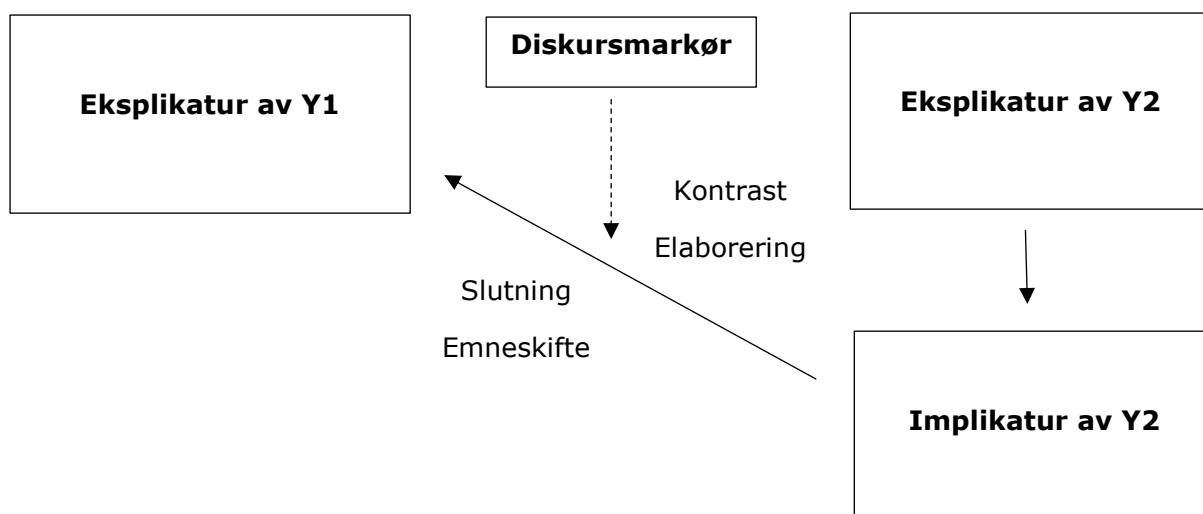 Diskursmarkør
Eksplikatur av Y1
Eksplikatur av Y2
Kontrast
Elaborering
Slutning
Emneskifte
Implikatur av Y2